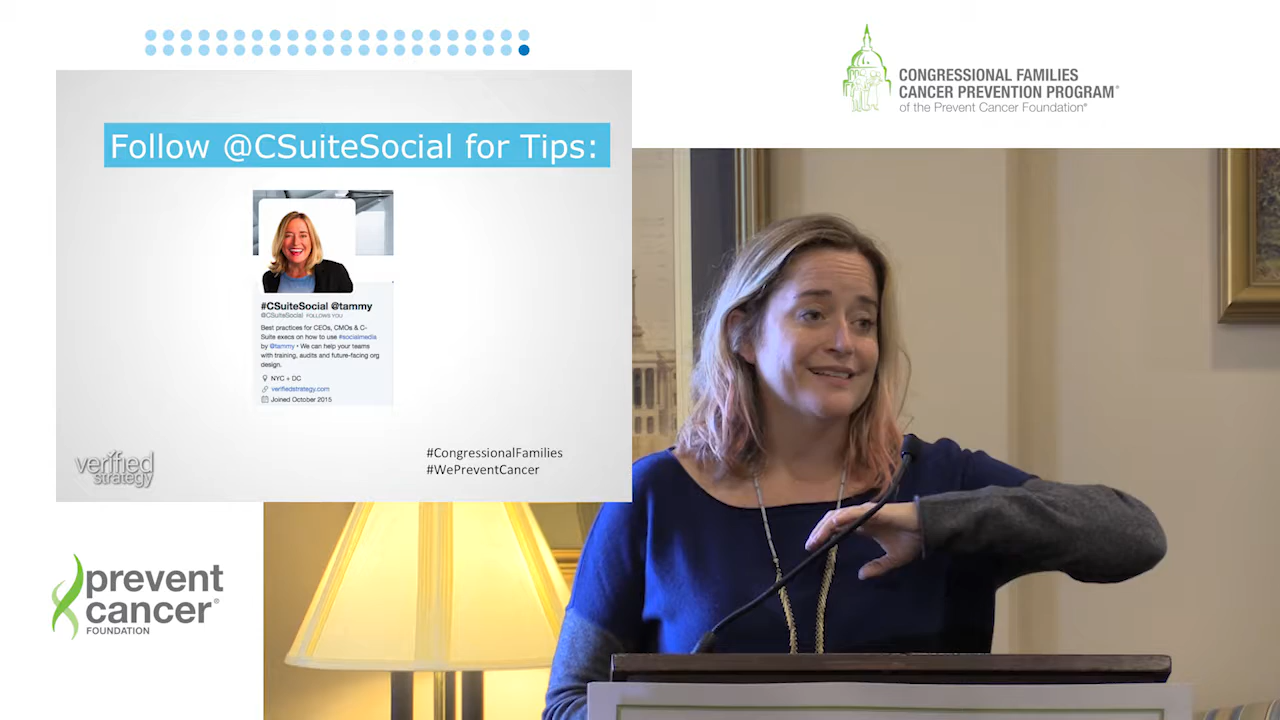 CONGRESSIONAL FAMILIES
CANCER PREVENTION PROGRAM®
of the Prevent Cancer Foundation®
Follow @CSuiteSocial for Tips:
#CSuiteSocial @tammy
@CSuiteSocial FOLLOWS YOU
Best practices for CEOs, CMOs & C-
Suite execs on how to use #socialmedia
by @tammy • We can help your teams
with training, audits and future-facing org
design.
NYC + DC
verifiedstrategy.com
Joined October 2015
#CongressionalFamilies
#WePreventCancer
verified
strategy
prevent
cancer®
FOUNDATION